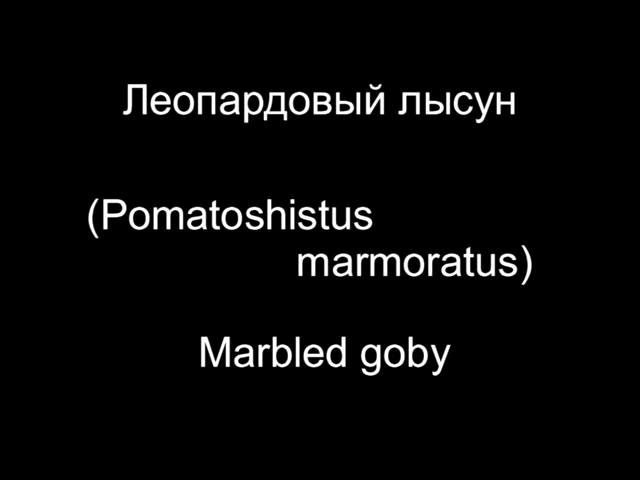 Леопардовый лысун
(Pomatoshistus
marmoratus)
Marbled goby